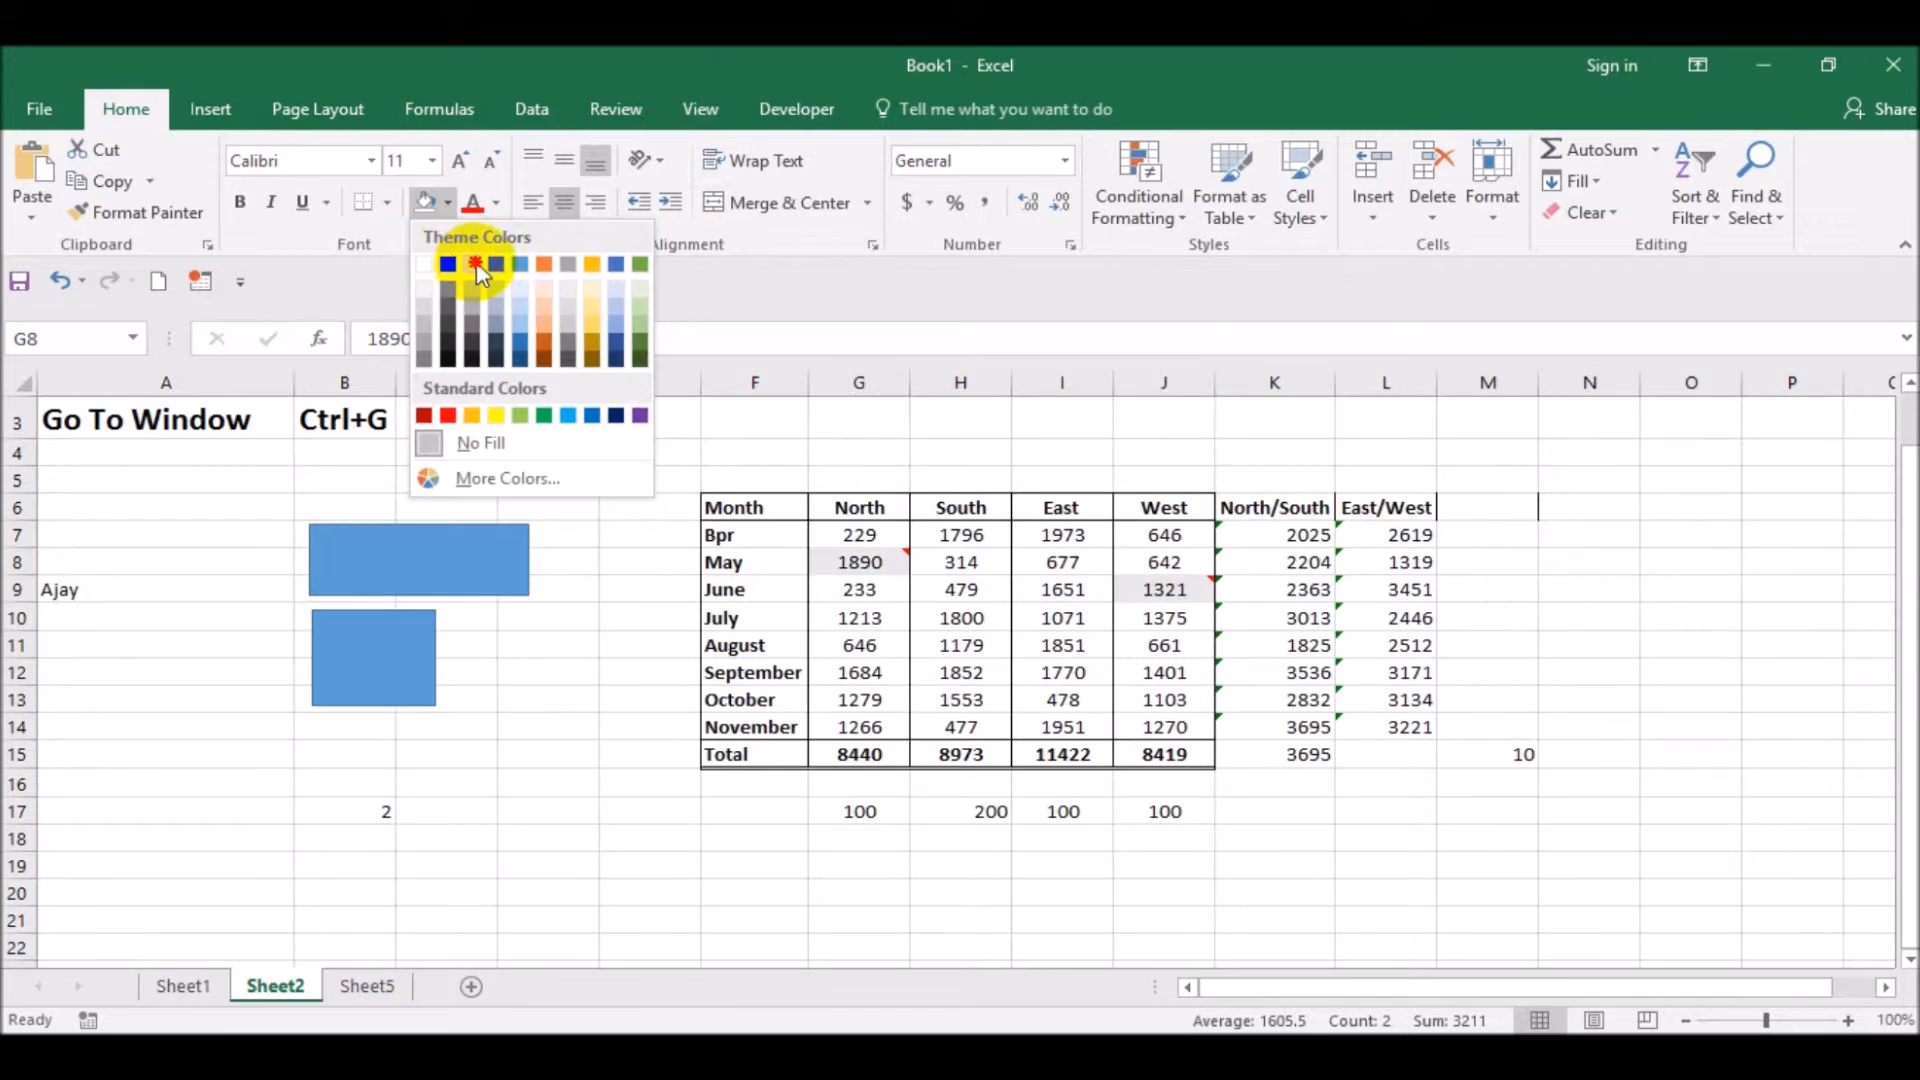 Book1 - Excel
Sign in
File Home Insert Page Layout Formulas Data Review View Developer Tell me what you want to do Share
Cut
Copy
Format Painter
Paste
Clipboard
Calibri 11
B I U
Font
Wrap Text
Merge & Center
Alignment
General
$ % ,
Number
Conditional Formatting
Format as Table
Cell Styles
Styles
Insert Delete Format
Cells
AutoSum
Fill
Clear
Sort & Filter
Find & Select
Editing
Theme Colors
Standard Colors
No Fill
More Colors...
G8 fx 1890
A B F G H I J K L M N O P
3 Go To Window Ctrl+G
4
5
6 Month North South East West North/South East/West
7 Bpr 229 1796 1973 646 2025 2619
8 May 1890 314 677 642 2204 1319
9 Ajay June 233 479 1651 1321 2363 3451
10 July 1213 1800 1071 1375 3013 2446
11 August 646 1179 1851 661 1825 2512
12 September 1684 1852 1770 1401 3536 3171
13 October 1279 1553 478 1103 2832 3134
14 November 1266 477 1951 1270 3695 3221
15 Total 8440 8973 11422 8419 3695 10
16
17 2 100 200 100 100
18
19
20
21
22
Sheet1 Sheet2 Sheet5
Ready Average: 1605.5 Count: 2 Sum: 3211 100%